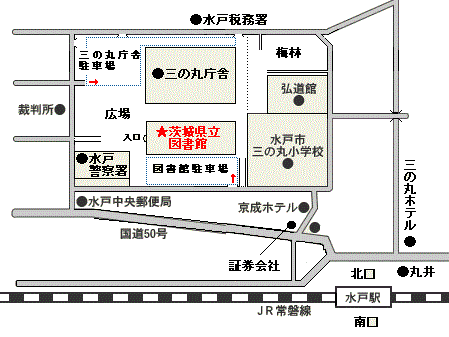 ●水戸税務署
三の丸庁舎
駐車場
→
●三の丸庁舎
梅林
弘道館
●
裁判所●
広場
入口
★茨城県立
図書館
水戸市
三の丸小学校
●
●水戸
警察署
図書館駐車場
↑
三の丸ホテル●
●水戸中央郵便局
京成ホテル●
国道50号
●
証券会社
北口
●丸井
水戸駅
JR常磐線
南口